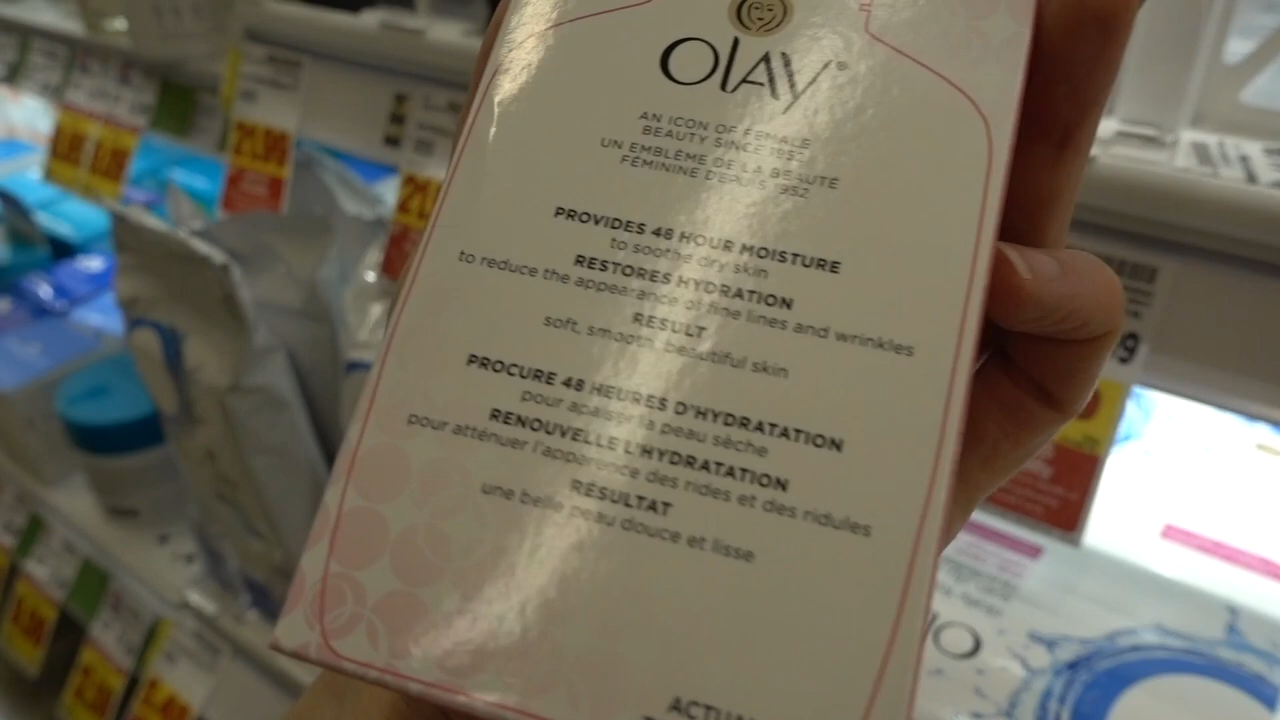 OLAY®
AN ICON OF FEMALE
BEAUTY SINCE 1952
UN EMBLÈME DE LA BEAUTÉ
FÉMININE DEPUIS 1952
PROVIDES 48 HOUR MOISTURE
to soothe dry skin
RESTORES HYDRATION
to reduce the appearance of fine lines and wrinkles
RESULT
soft, smooth, beautiful skin
PROCURE 48 HEURES D'HYDRATATION
pour apaiser la peau sèche
RENOUVELLE L'HYDRATATION
pour atténuer l'apparence des rides et des ridules
RÉSULTAT
une belle peau douce et lisse
21.99